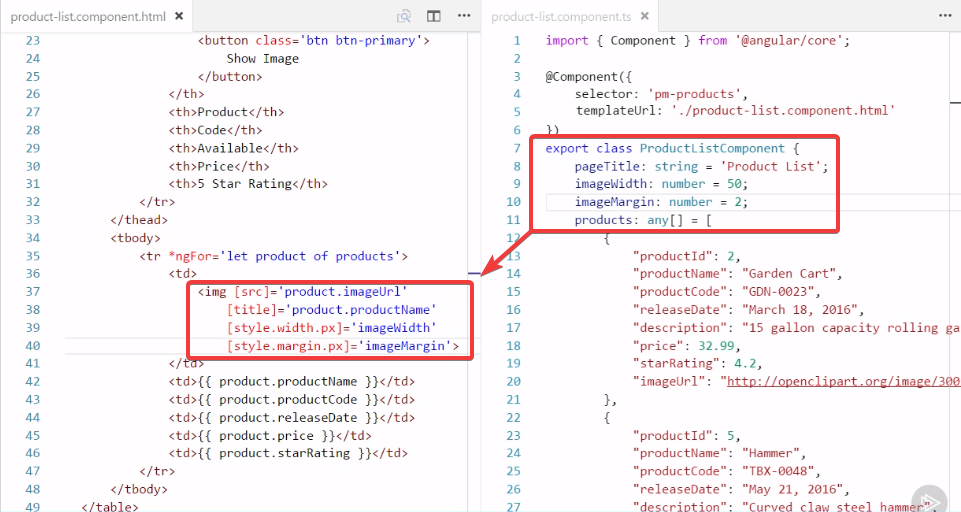 product-list.component.html
23 <button class='btn btn-primary'>
24 Show Image
25 </button>
26 </th>
27 <th>Product</th>
28 <th>Code</th>
29 <th>Available</th>
30 <th>Price</th>
31 <th>5 Star Rating</th>
32 </tr>
33 </thead>
34 <tbody>
35 <tr *ngFor='let product of products'>
36 <td>
37 <img [src]='product.imageUrl'
38 [title]='product.productName'
39 [style.width.px]='imageWidth'
40 [style.margin.px]='imageMargin'>
41 </td>
42 <td>{{ product.productName }}</td>
43 <td>{{ product.productCode }}</td>
44 <td>{{ product.releaseDate }}</td>
45 <td>{{ product.price }}</td>
46 <td>{{ product.starRating }}</td>
47 </tr>
48 </tbody>
49 </table>
product-list.component.ts
1 import { Component } from '@angular/core';
2
3 @Component({
4 selector: 'pm-products',
5 templateUrl: './product-list.component.html'
6 })
7 export class ProductListComponent {
8 pageTitle: string = 'Product List';
9 imageWidth: number = 50;
10 imageMargin: number = 2;
11 products: any[] = [
12 {
13 "productId": 2,
14 "productName": "Garden Cart",
15 "productCode": "GDN-0023",
16 "releaseDate": "March 18, 2016",
17 "description": "15 gallon capacity rolling ga
18 "price": 32.99,
19 "starRating": 4.2,
20 "imageUrl": "http://openclipart.org/image/300
21 },
22 {
23 "productId": 5,
24 "productName": "Hammer",
25 "productCode": "TBX-0048",
26 "releaseDate": "May 21, 2016",
27 "description": "Curved claw steel hammer",